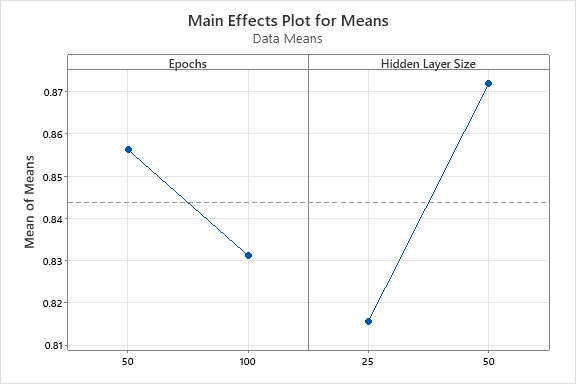 Main Effects Plot for Means
Data Means
Epochs
Hidden Layer Size
Mean of Means
0.87
0.86
0.85
0.84
0.83
0.82
0.81
50
100
25
50